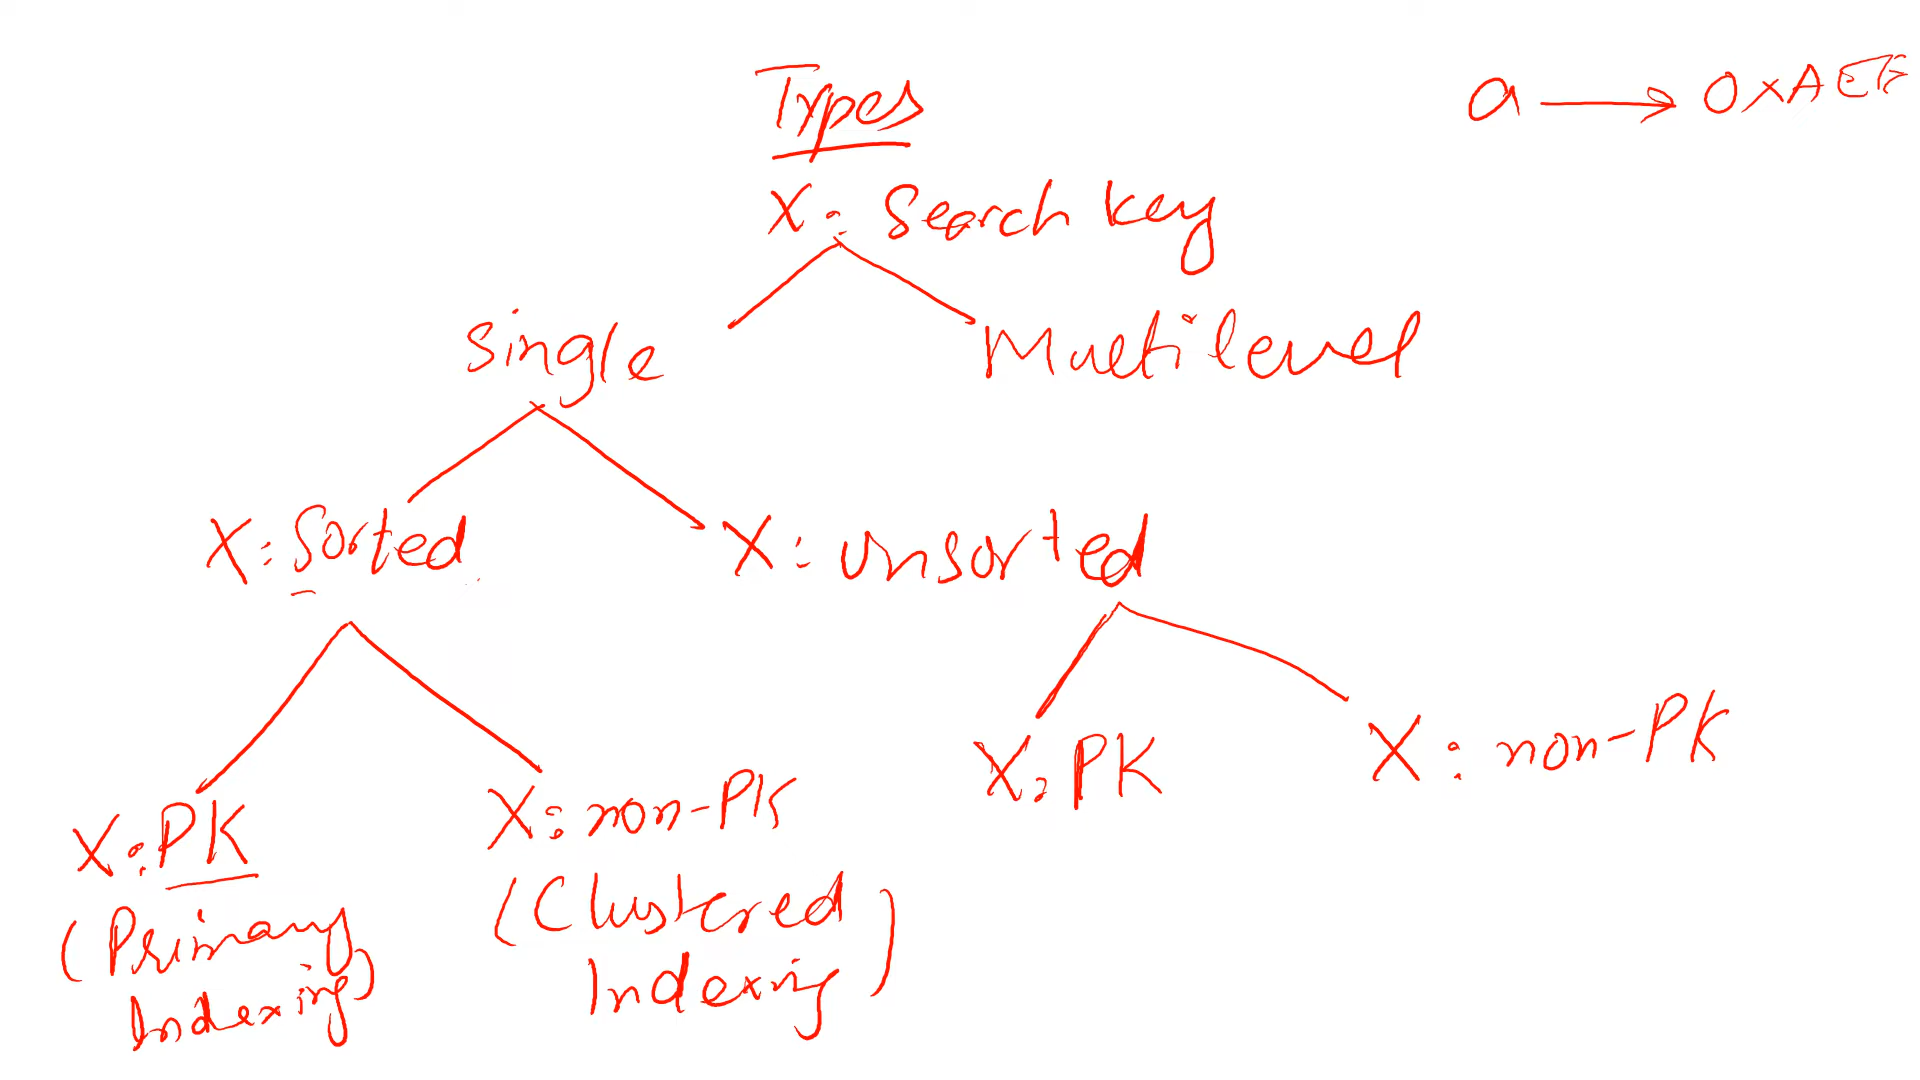 Types
a → 0xAEF
X: Search key
Single
Multilevel
X: Sorted
X: unsorted
X: PK
X: non-PK
X: PK
X: non-PK
(Primary
Indexing)
(Clustered
Indexing)